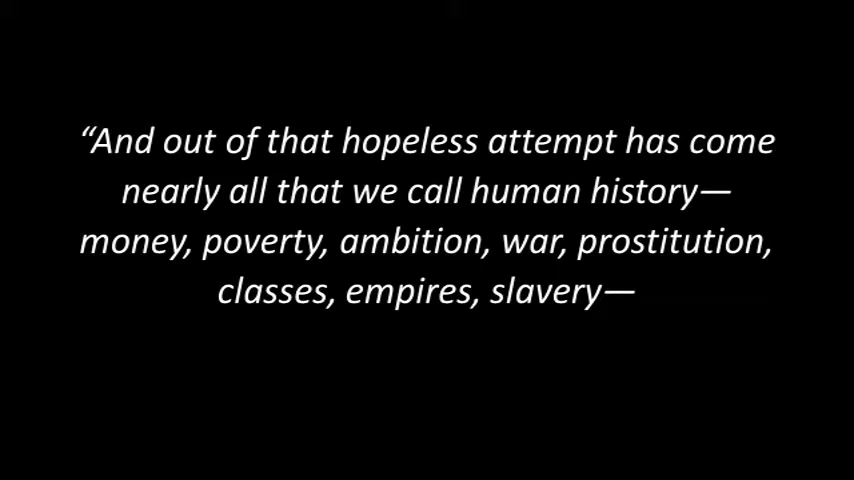 “And out of that hopeless attempt has come
nearly all that we call human history—
money, poverty, ambition, war, prostitution,
classes, empires, slavery—